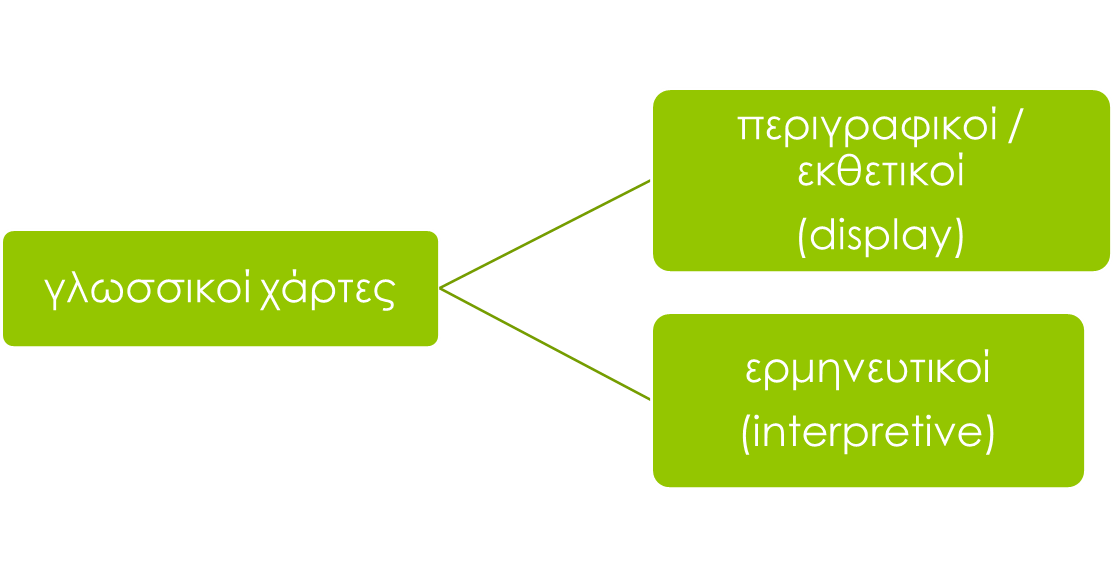 γλωσσικοί χάρτες
περιγραφικοί /
εκθετικοί
(display)
ερμηνευτικοί
(interpretive)